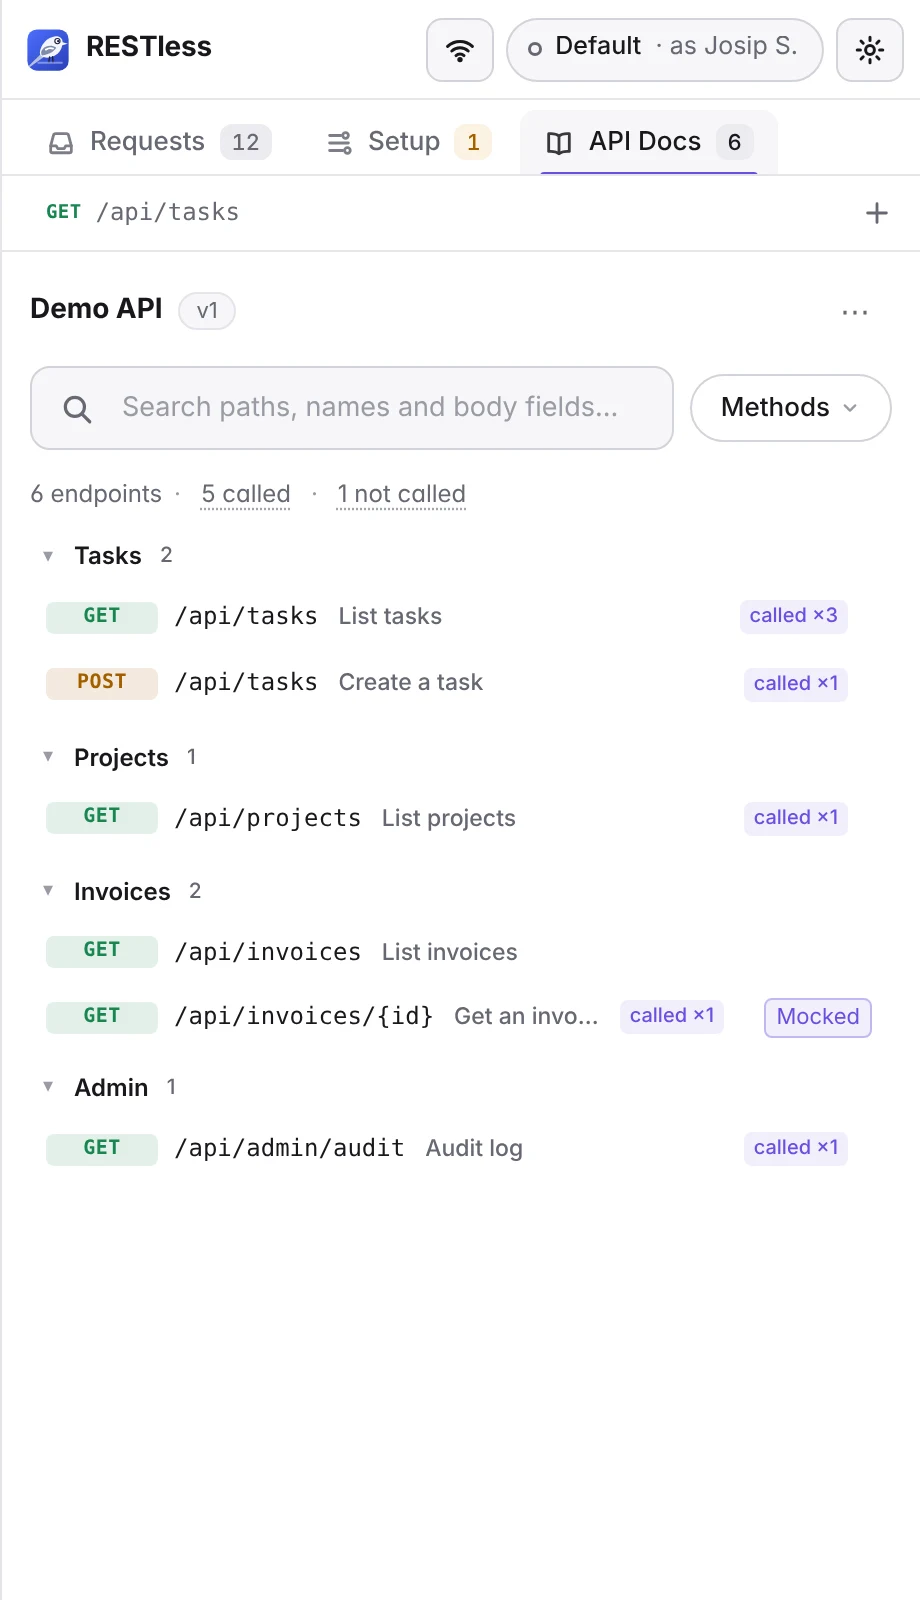 RESTless
Default · as Josip S.
Requests 12 Setup 1 API Docs 6
GET /api/tasks +
Demo API v1 ...
Search paths, names and body fields... Methods
6 endpoints · 5 called · 1 not called
Tasks 2
GET /api/tasks List tasks called ×3
POST /api/tasks Create a task called ×1
Projects 1
GET /api/projects List projects called ×1
Invoices 2
GET /api/invoices List invoices
GET /api/invoices/{id} Get an invo... called ×1 Mocked
Admin 1
GET /api/admin/audit Audit log called ×1